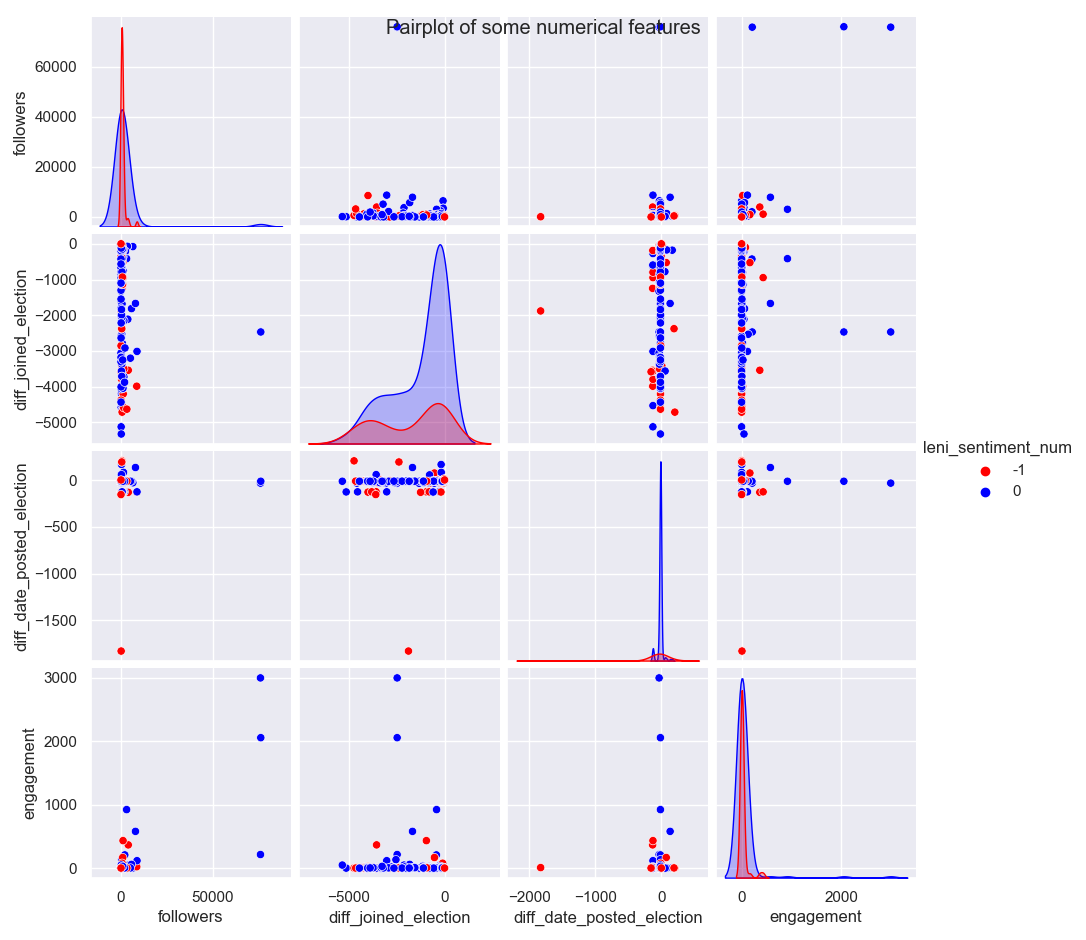 Pairplot of some numerical features
followers
60000
40000
20000
0
diff_joined_election
0
−1000
−2000
−3000
−4000
−5000
diff_date_posted_election
0
−500
−1000
−1500
engagement
3000
2000
1000
0
0 50000
followers
−5000 0
diff_joined_election
−2000 −1000 0
diff_date_posted_election
0 2000
engagement
leni_sentiment_num
-1
0